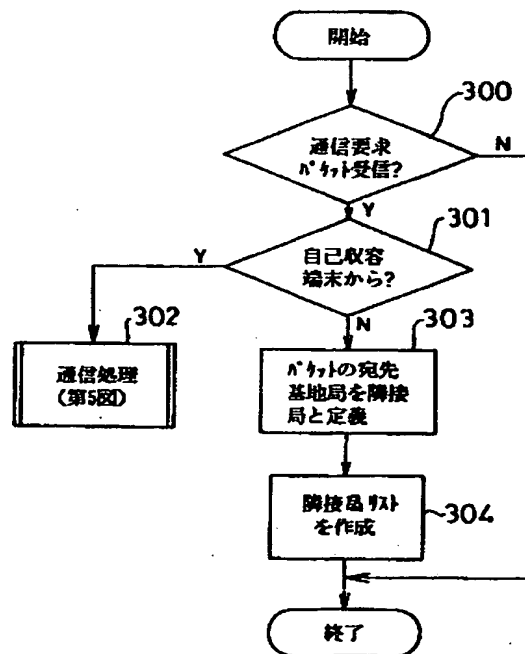 開始
300
通信要求
パケット受信?
N
Y
301
自己収容
端末から?
Y
N
302
通信処理
(第5図)
303
パケットの宛先
基地局を隣接
局と定義
隣接局リスト
を作成
304
終了